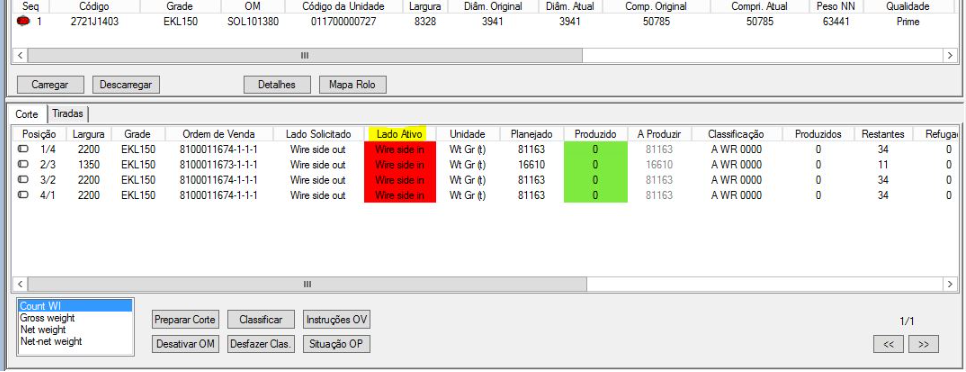 Seq Código Grade OM Código da Unidade Largura Diâm. Original Diâm. Atual Comp. Original Compri. Atual Peso NN Qualidade
1 2721J1403 EKL150 SOL101380 011700000727 8328 3941 3941 50785 50785 63441 Prime
Carregar Descarregar Detalhes Mapa Rolo
Corte Tiradas
Posição Largura Grade Ordem de Venda Lado Solicitado Lado Ativo Unidade Planejado Produzido A Produzir Classificação Produzidos Restantes Refuga
1/4 2200 EKL150 8100011674-1-1-1 Wire side out Wire side in Wt Gr (t) 81163 0 81163 A WR 0000 0 34 0
2/3 1350 EKL150 8100011673-1-1-1 Wire side out Wire side in Wt Gr (t) 16610 0 16610 A WR 0000 0 11 0
3/2 2200 EKL150 8100011674-1-1-1 Wire side out Wire side in Wt Gr (t) 81163 0 81163 A WR 0000 0 34 0
4/1 2200 EKL150 8100011674-1-1-1 Wire side out Wire side in Wt Gr (t) 81163 0 81163 A WR 0000 0 34 0
Count WI
Gross weight
Net weight
Net-net weight
Preparar Corte Classificar Instruções OV
Desativar OM Desfazer Clas. Situação OP
1/1
<< >>